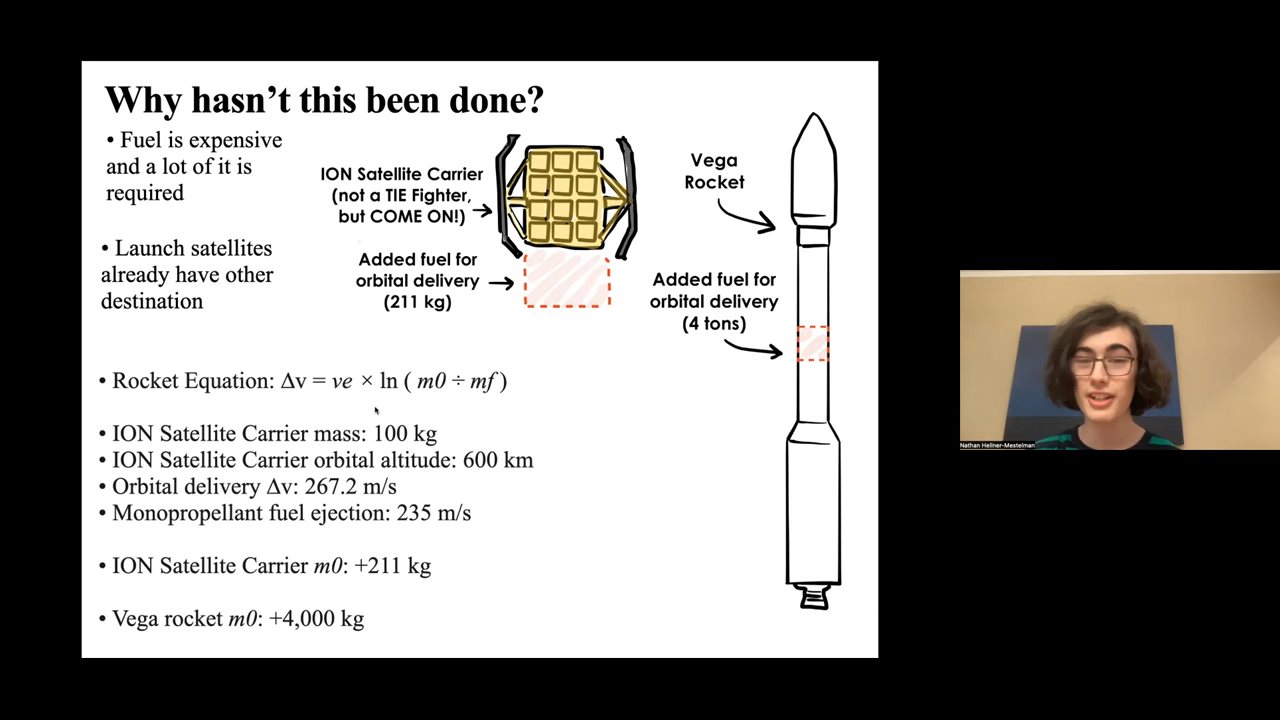 Why hasn't this been done?
• Fuel is expensive
and a lot of it is
required
• Launch satellites
already have other
destination
ION Satellite Carrier
(not a TIE Fighter,
but COME ON!)
Added fuel for
orbital delivery
(211 kg)
Vega
Rocket
Added fuel for
orbital delivery
(4 tons)
• Rocket Equation: Δv = ve × ln ( m0 ÷ mf )
• ION Satellite Carrier mass: 100 kg
• ION Satellite Carrier orbital altitude: 600 km
• Orbital delivery Δv: 267.2 m/s
• Monopropellant fuel ejection: 235 m/s
• ION Satellite Carrier m0: +211 kg
• Vega rocket m0: +4,000 kg
Nathan Hellner-Mestelman